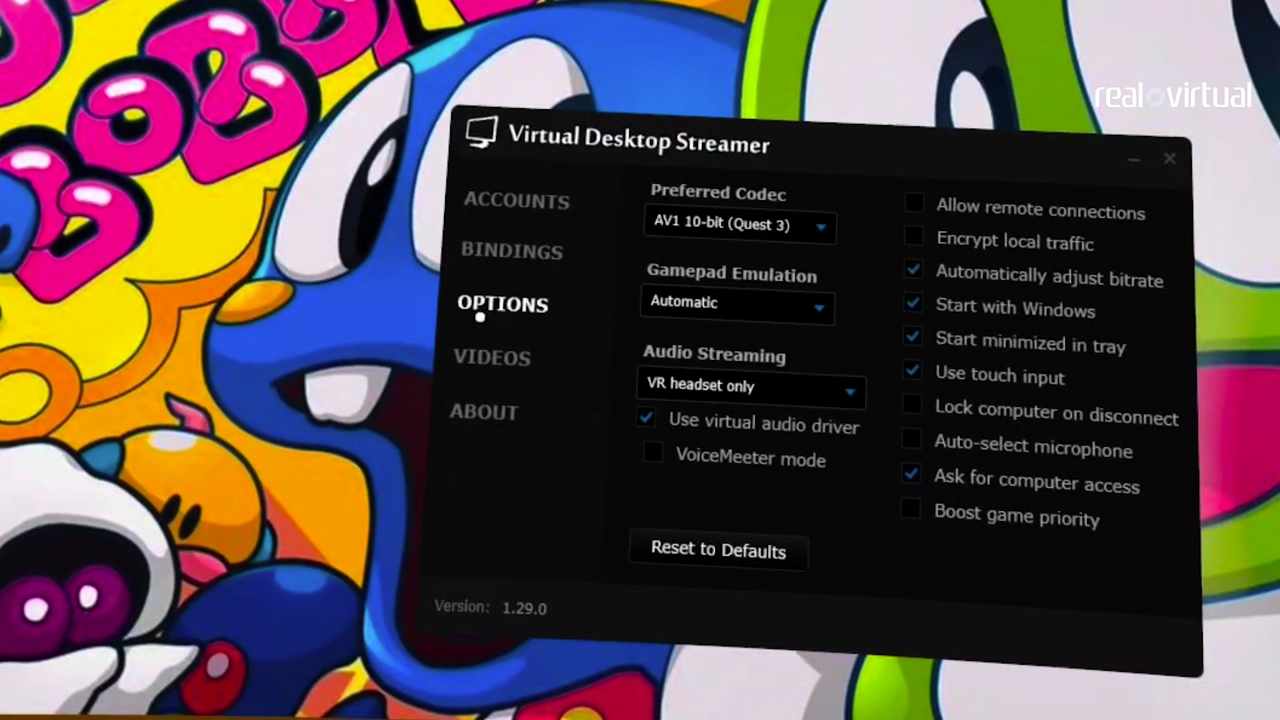 realovirtual
Virtual Desktop Streamer
ACCOUNTS
BINDINGS
OPTIONS
VIDEOS
ABOUT
Preferred Codec
AV1 10-bit (Quest 3)
Gamepad Emulation
Automatic
Audio Streaming
VR headset only
Use virtual audio driver
VoiceMeeter mode
Reset to Defaults
Allow remote connections
Encrypt local traffic
Automatically adjust bitrate
Start with Windows
Start minimized in tray
Use touch input
Lock computer on disconnect
Auto-select microphone
Ask for computer access
Boost game priority
Version: 1.29.0